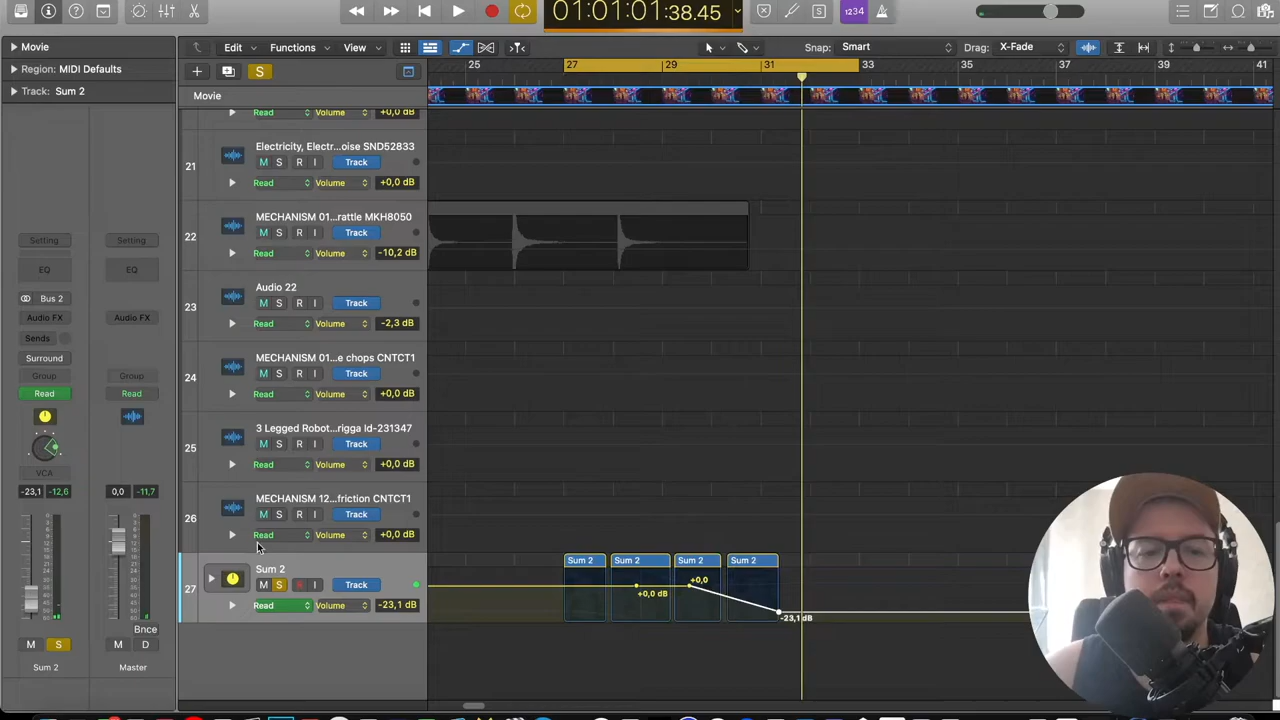 01:01:01:38.45
1234
Movie
Region: MIDI Defaults
Track: Sum 2
Edit Functions View
Snap: Smart
Drag: X-Fade
S
25 27 29 31 33 35 37 39 41
Movie
Read Volume +0,0 dB
21
Electricity, Electr...oise SND52833
M S R I Track
Read Volume +0,0 dB
22
MECHANISM 01...rattle MKH8050
M S R I Track
Read Volume -10,2 dB
23
Audio 22
M S R I Track
Read Volume -2,3 dB
24
MECHANISM 01...e chops CNTCT1
M S R I Track
Read Volume +0,0 dB
25
3 Legged Robot...rigga Id-231347
M S R I Track
Read Volume +0,0 dB
26
MECHANISM 12...friction CNTCT1
M S R I Track
Read Volume +0,0 dB
27
Sum 2
M S R I Track
Read Volume -23,1 dB
Sum 2 Sum 2 Sum 2 Sum 2
+0,0
+0,0 dB
-23,1 dB
Setting Setting
EQ EQ
Bus 2
Audio FX Audio FX
Sends
Surround
Group Group
Read Read
VCA
-23,1 -12,6 0,0 -11,7
Bnce
M S M D
Sum 2 Master